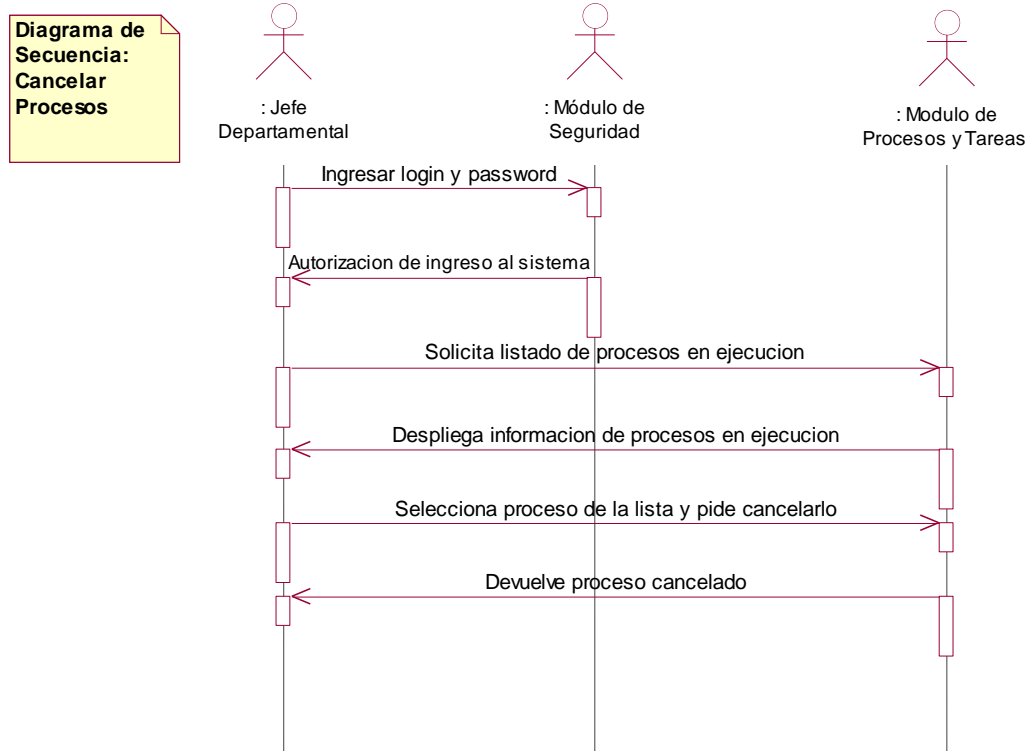 Diagrama de
Secuencia:
Cancelar
Procesos
: Jefe
Departamental
: Módulo de
Seguridad
: Modulo de
Procesos y Tareas
Ingresar login y password
Autorizacion de ingreso al sistema
Solicita listado de procesos en ejecucion
Despliega informacion de procesos en ejecucion
Selecciona proceso de la lista y pide cancelarlo
Devuelve proceso cancelado